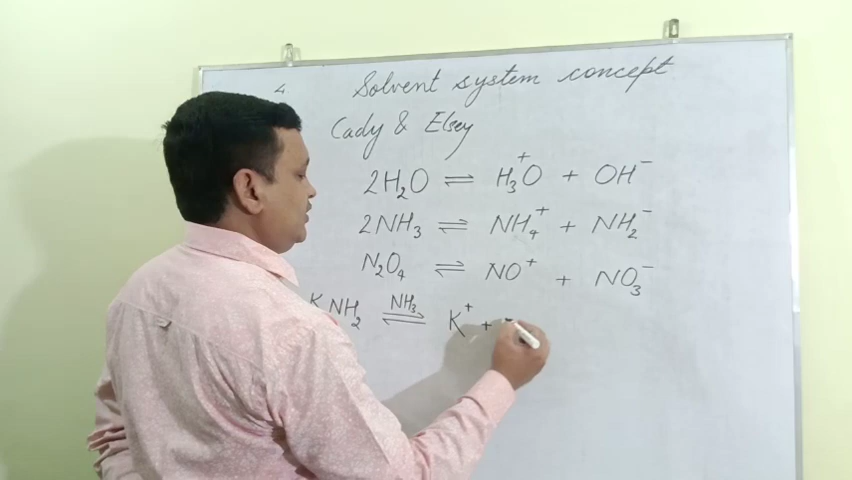 4. Solvent system concept
Cady & Elsey
2H₂O ⇌ H₃O⁺ + OH⁻
2NH₃ ⇌ NH₄⁺ + NH₂⁻
N₂O₄ ⇌ NO⁺ + NO₃⁻
KNH₂ ⇌ NH₃ K⁺ +